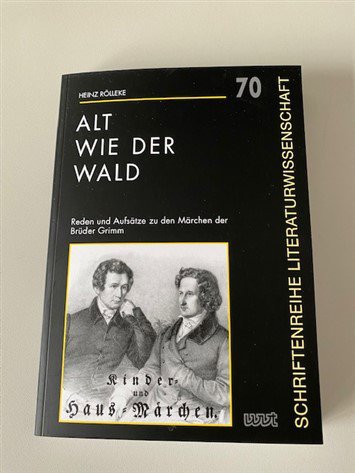 HEINZ RÖLLEKE
70
ALT
WIE DER
WALD
Reden und Aufsätze zu den Märchen der
Brüder Grimm
Kinder-
und
Haus-Märchen.
SCHRIFTENREIHE LITERATURWISSENSCHAFT
wvt